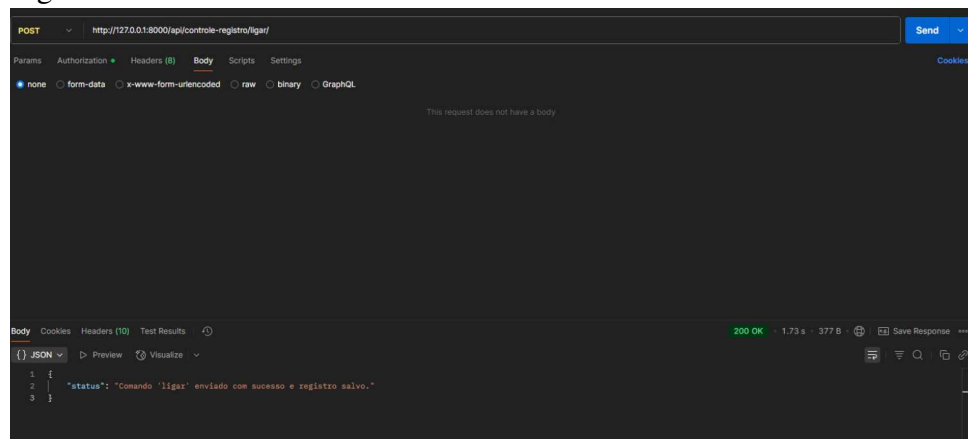 POST http://127.0.0.1:8000/api/controle-registro/ligar/ Send
Params Authorization Headers (8) Body Scripts Settings Cookies
none form-data x-www-form-urlencoded raw binary GraphQL
This request does not have a body
Body Cookies Headers (10) Test Results 200 OK 1.73 s 377 B Save Response
{} JSON Preview Visualize
1 {
2 "status": "Comando 'ligar' enviado com sucesso e registro salvo."
3 }